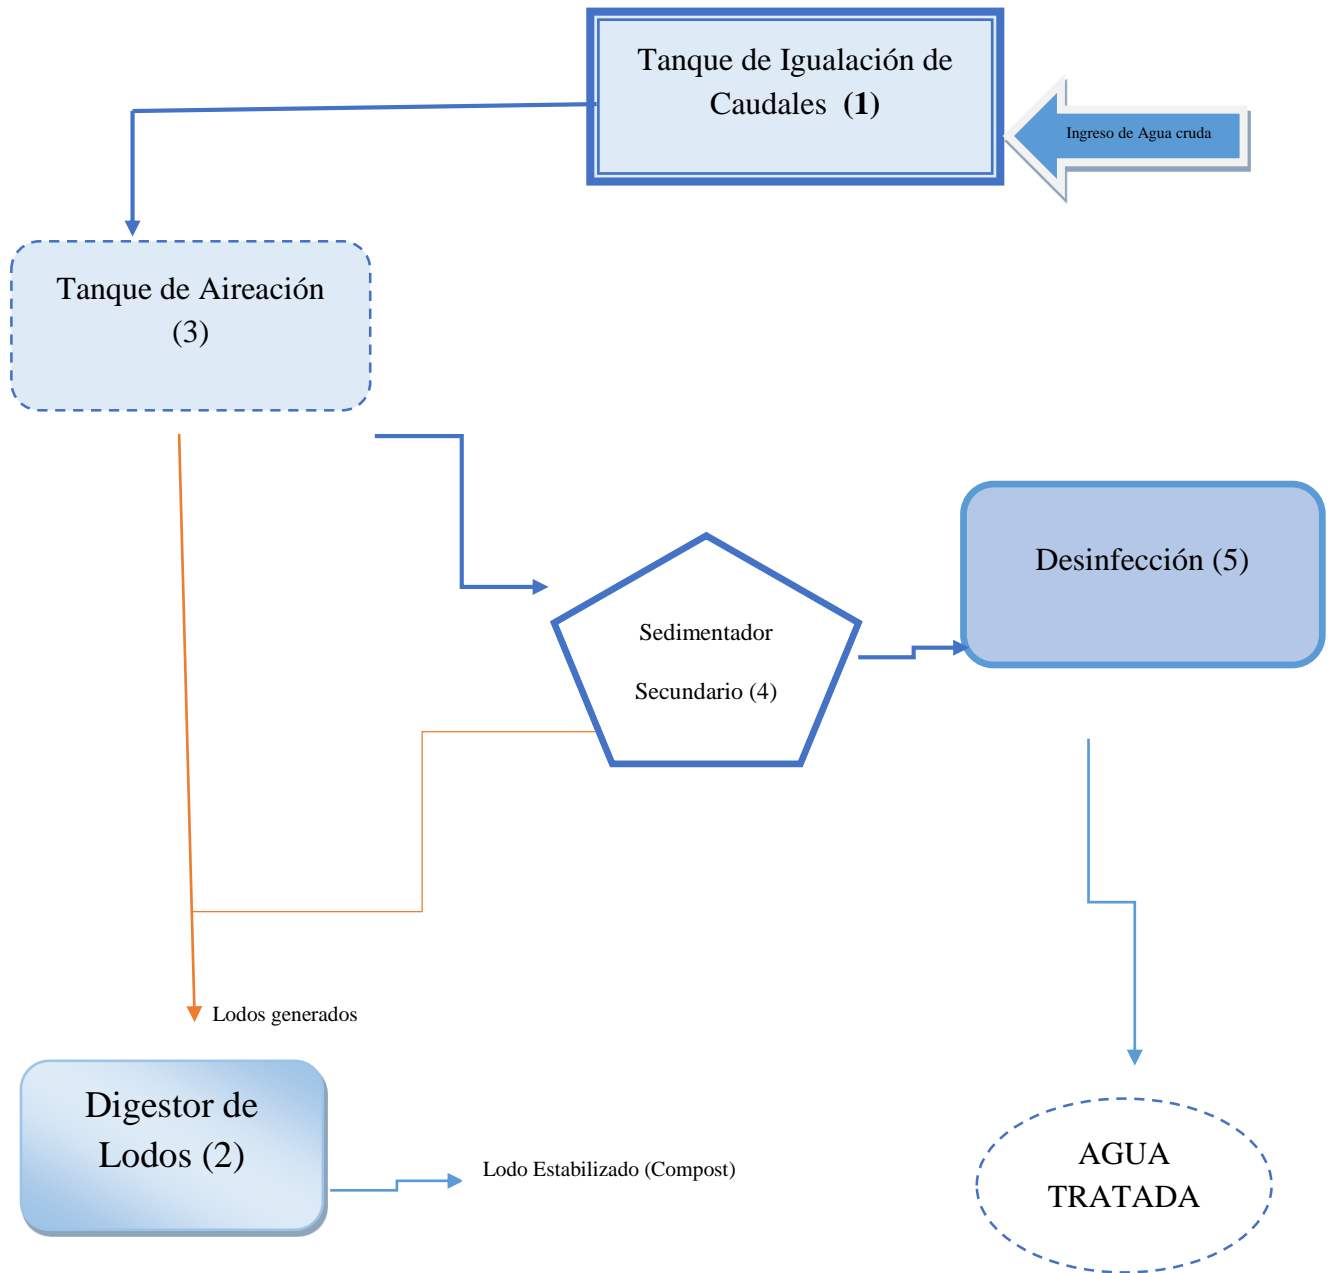 Tanque de Igualación de
Caudales (1)
Ingreso de Agua cruda
Tanque de Aireación
(3)
Desinfección (5)
Sedimentador
Secundario (4)
Lodos generados
Digestor de
Lodos (2)
Lodo Estabilizado (Compost)
AGUA
TRATADA